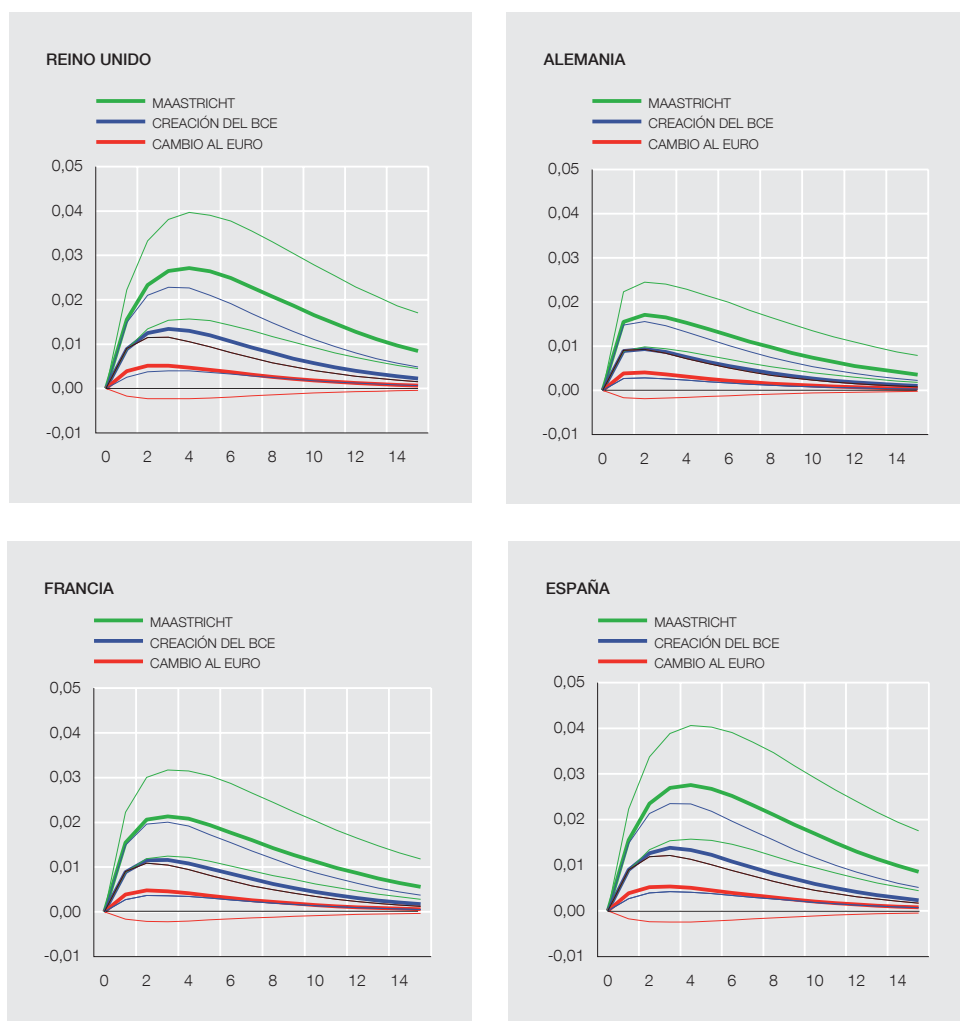 REINO UNIDO
MAASTRICHT
CREACIÓN DEL BCE
CAMBIO AL EURO
0,05
0,04
0,03
0,02
0,01
0,00
-0,01
0 2 4 6 8 10 12 14
ALEMANIA
MAASTRICHT
CREACIÓN DEL BCE
CAMBIO AL EURO
0,05
0,04
0,03
0,02
0,01
0,00
-0,01
0 2 4 6 8 10 12 14
FRANCIA
MAASTRICHT
CREACIÓN DEL BCE
CAMBIO AL EURO
0,05
0,04
0,03
0,02
0,01
0,00
-0,01
0 2 4 6 8 10 12 14
ESPAÑA
MAASTRICHT
CREACIÓN DEL BCE
CAMBIO AL EURO
0,05
0,04
0,03
0,02
0,01
0,00
-0,01
0 2 4 6 8 10 12 14